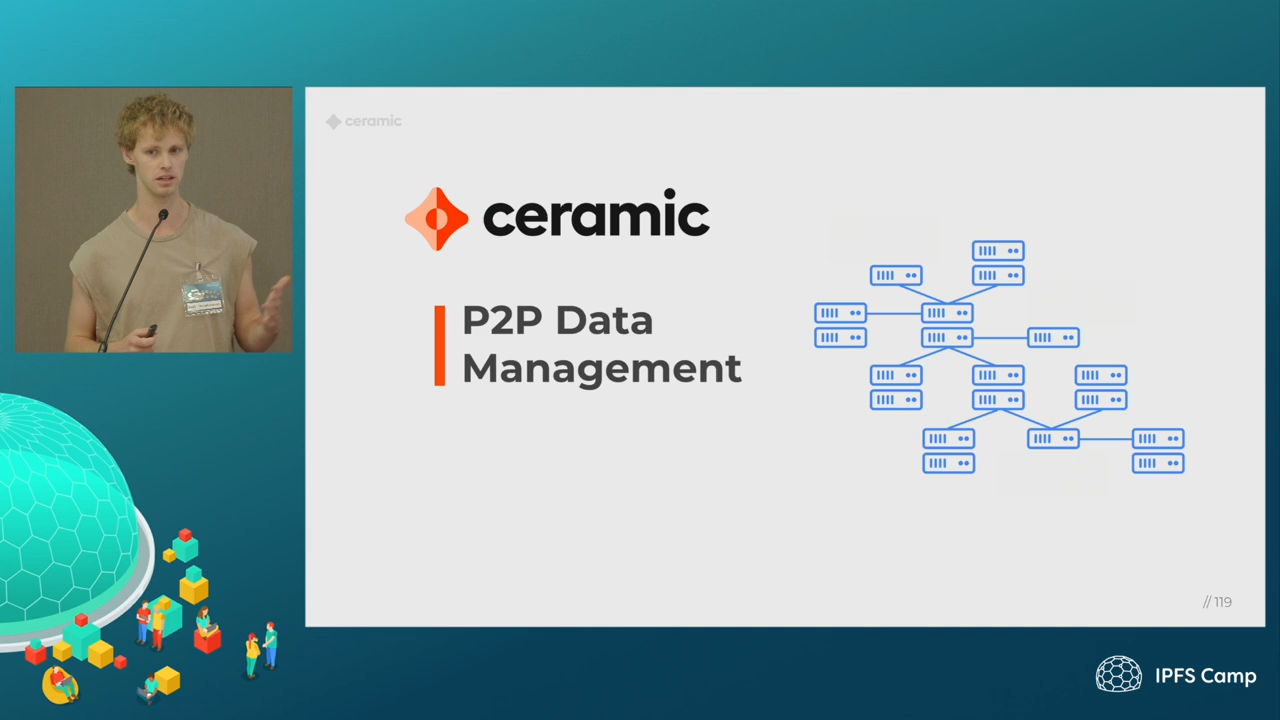 ceramic
ceramic
P2P Data
Management
// 119
IPFS Camp